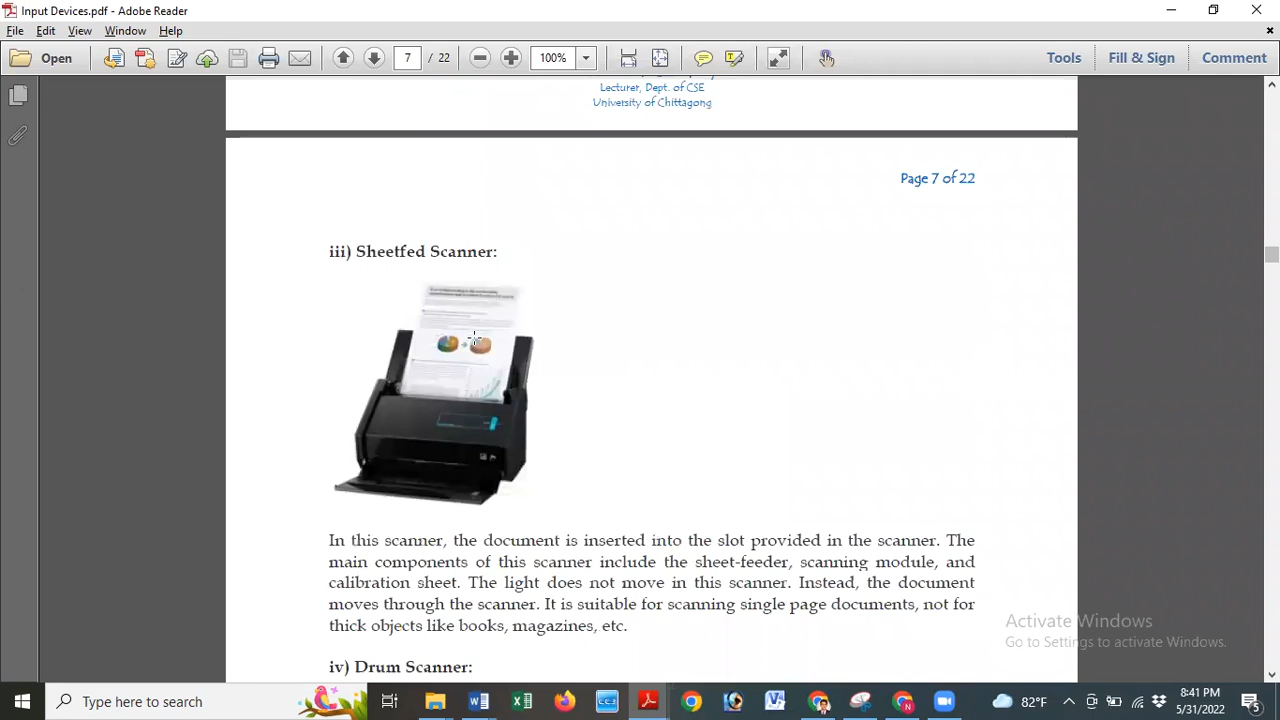 Input Devices.pdf - Adobe Reader
File Edit View Window Help
Open 7 / 22 100% Tools Fill & Sign Comment
Lecturer, Dept. of CSE
University of Chittagong
Page 7 of 22
iii) Sheetfed Scanner:
In this scanner, the document is inserted into the slot provided in the scanner. The
main components of this scanner include the sheet-feeder, scanning module, and
calibration sheet. The light does not move in this scanner. Instead, the document
moves through the scanner. It is suitable for scanning single page documents, not for
thick objects like books, magazines, etc.
Activate Windows
Go to Settings to activate Windows.
iv) Drum Scanner:
Type here to search
82°F
8:41 PM
5/31/2022
5